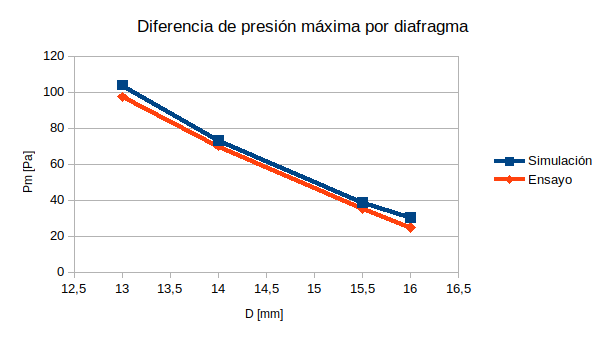 Diferencia de presión máxima por diafragma
120
100
80
60
40
20
0
Pm [Pa]
12,5 13 13,5 14 14,5 15 15,5 16 16,5
D [mm]
Simulación
Ensayo